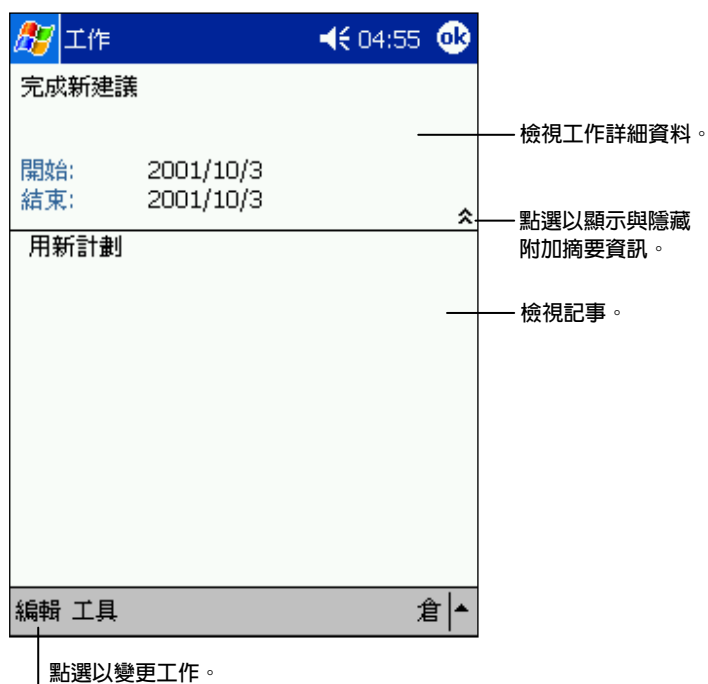 工作 04:55 ok
完成新建議
檢視工作詳細資料。
開始: 2001/10/3
結束: 2001/10/3
點選以顯示與隱藏
附加摘要資訊。
用新計劃
檢視記事。
編輯 工具 倉
點選以變更工作。